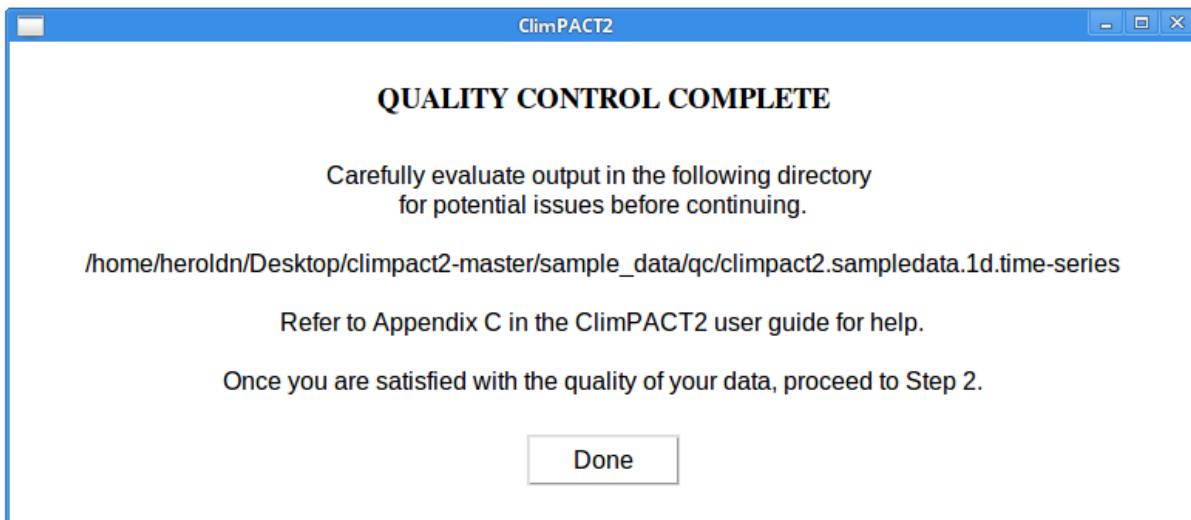 ClimPACT2
QUALITY CONTROL COMPLETE
Carefully evaluate output in the following directory
for potential issues before continuing.
/home/heroldn/Desktop/climpact2-master/sample_data/qc/climpact2.sampledata.1d.time-series
Refer to Appendix C in the ClimPACT2 user guide for help.
Once you are satisfied with the quality of your data, proceed to Step 2.
Done